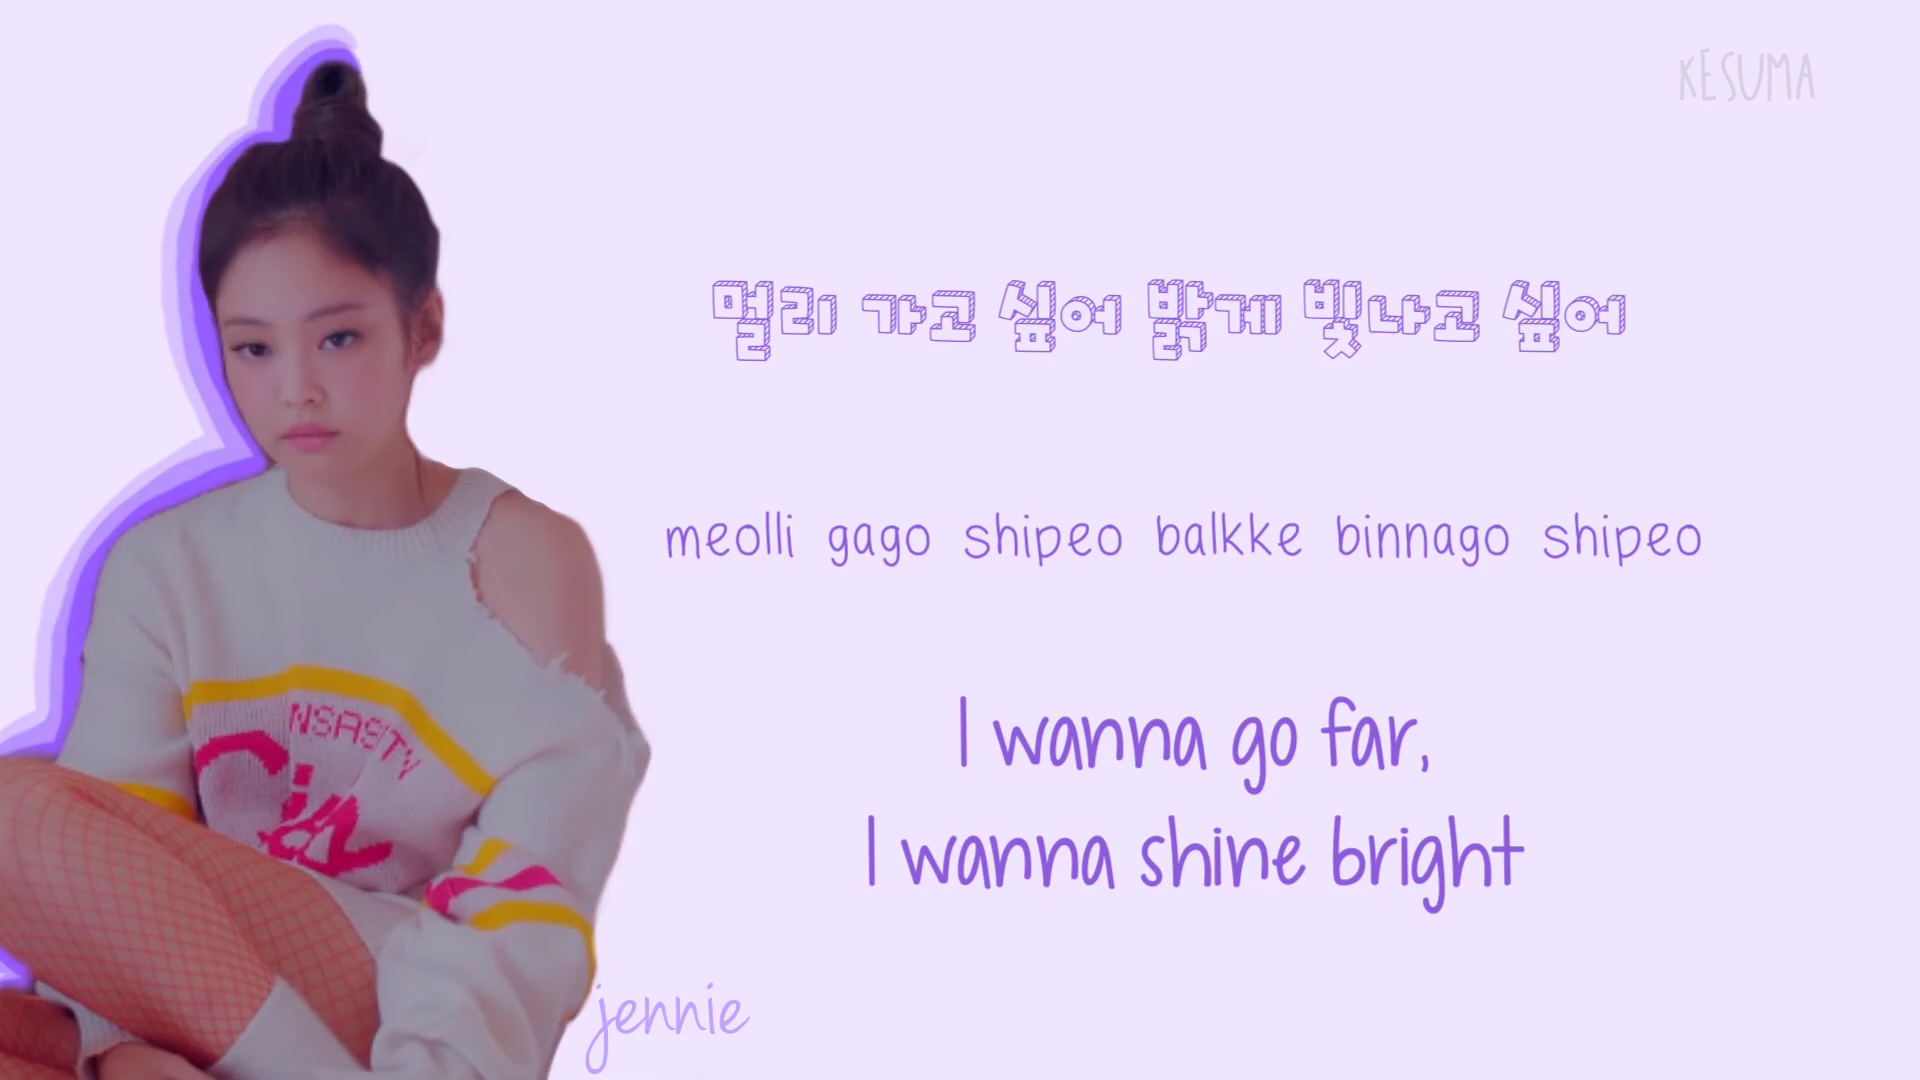 KESUMA
멀리 가고 싶어 밝게 빛나고 싶어
meolli gago shipeo balkke binnago shipeo
I wanna go far,
I wanna shine bright
jennie